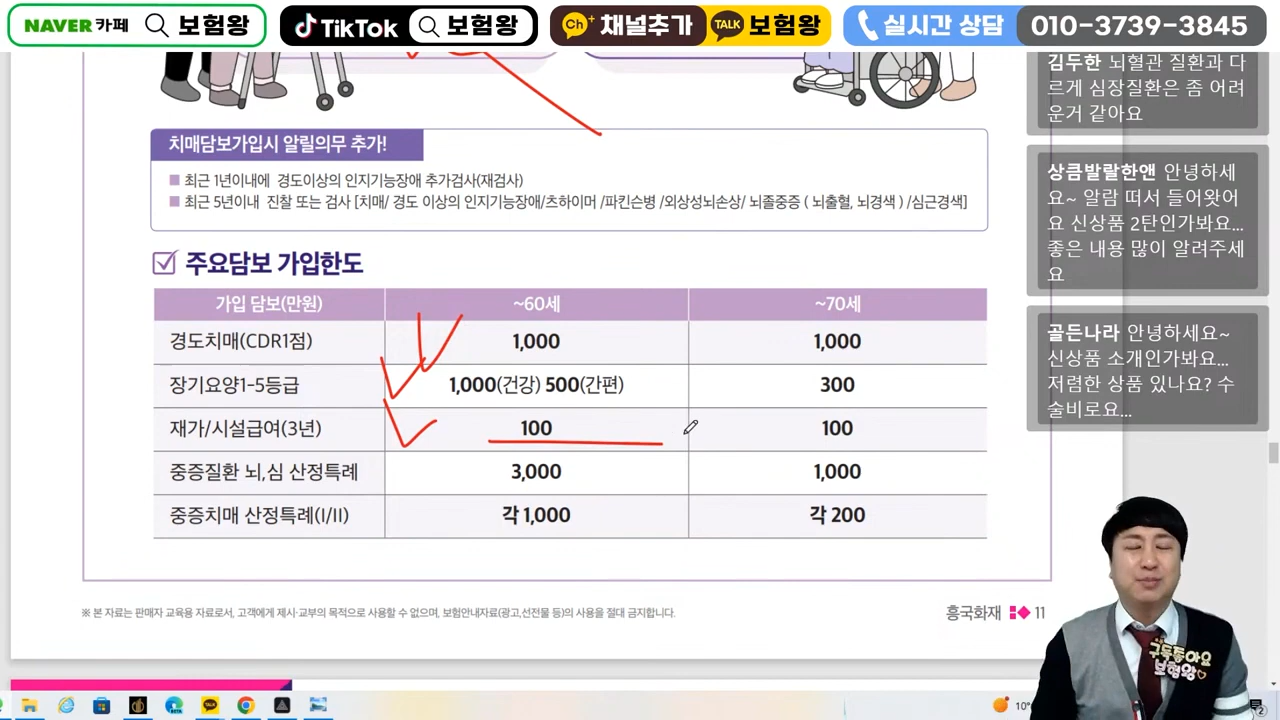 NAVER 카페 보험왕
TikTok 보험왕
Ch+ 채널추가 TALK 보험왕
실시간 상담 010-3739-3845
김두한 뇌혈관 질환과 다
르게 심장질환은 좀 어려
운거 같아요
상큼발랄한앤 안녕하세
요~ 알람 떠서 들어왓어
요 신상품 2탄인가봐요...
좋은 내용 많이 알려주세
요
골든나라 안녕하세요~
신상품 소개인가봐요...
저렴한 상품 있나요? 수
술비로요...
치매담보가입시 알릴의무 추가!
최근 1년이내에 경도이상의 인지기능장애 추가검사(재검사)
최근 5년이내 진찰 또는 검사 [치매/ 경도 이상의 인지기능장애/츠하이머 /파킨슨병 /외상성뇌손상/ 뇌졸중증 ( 뇌출혈, 뇌경색 ) /심근경색]
주요담보 가입한도
가입 담보(만원) ~60세 ~70세
경도치매(CDR1점) 1,000 1,000
장기요양1-5등급 1,000(건강) 500(간편) 300
재가/시설급여(3년) 100 100
중증질환 뇌,심 산정특례 3,000 1,000
중증치매 산정특례(I/II) 각 1,000 각 200
※ 본 자료는 판매자 교육용 자료로서, 고객에게 제시·교부의 목적으로 사용할 수 없으며, 보험안내자료(광고,선전물 등)의 사용을 절대 금지합니다.
흥국화재 11
구독좋아요
보험왕
TALK
10°
2